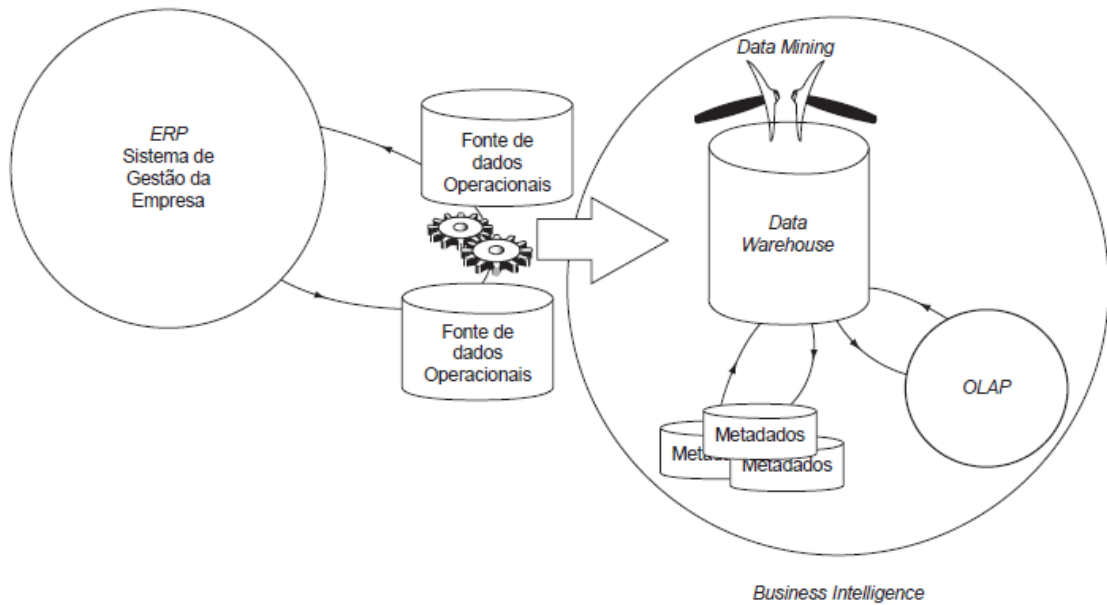 Data Mining
ERP
Sistema de
Gestão da
Empresa
Fonte de
dados
Operacionais
Data
Warehouse
Fonte de
dados
Operacionais
OLAP
Metadados
Metad
Metadados
Business Intelligence